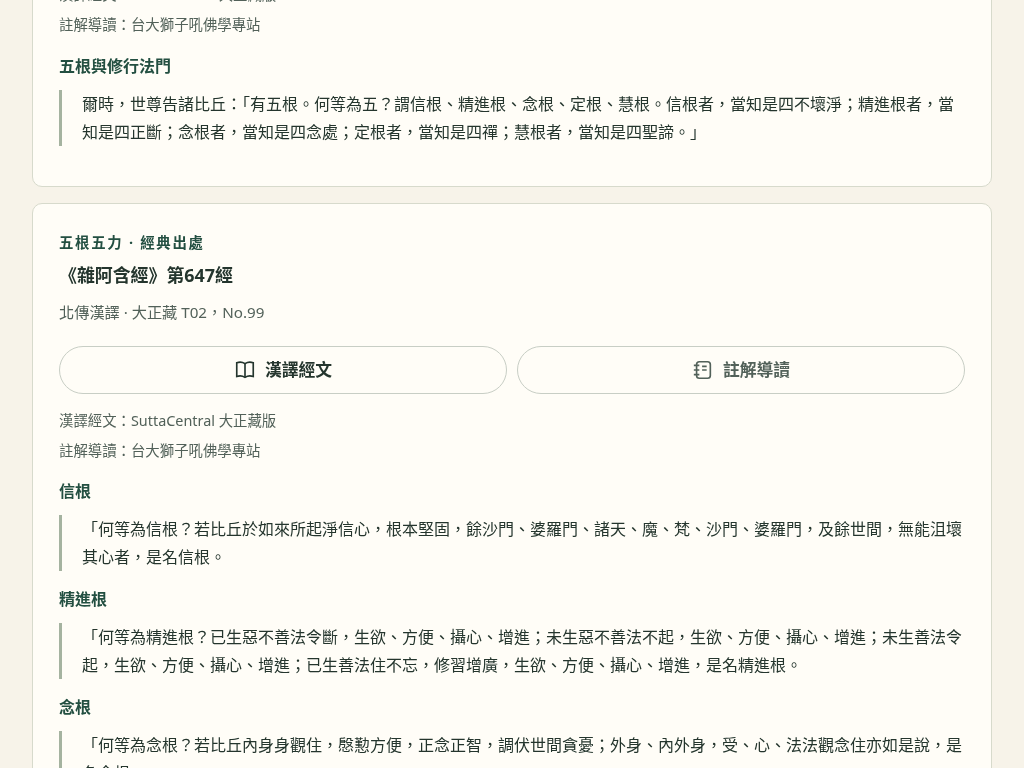 註解導讀：台大獅子吼佛學專站
五根與修行法門
爾時，世尊告諸比丘：「有五根。何等為五？謂信根、精進根、念根、定根、慧根。信根者，當知是四不壞淨；精進根者，當
知是四正斷；念根者，當知是四念處；定根者，當知是四禪；慧根者，當知是四聖諦。」
五根五力 · 經典出處
《雜阿含經》第647經
北傳漢譯 · 大正藏 T02，No.99
漢譯經文
註解導讀
漢譯經文：SuttaCentral 大正藏版
註解導讀：台大獅子吼佛學專站
信根
「何等為信根？若比丘於如來所起淨信心，根本堅固，餘沙門、婆羅門、諸天、魔、梵、沙門、婆羅門，及餘世間，無能沮壞
其心者，是名信根。
精進根
「何等為精進根？已生惡不善法令斷，生欲、方便、攝心、增進；未生惡不善法不起，生欲、方便、攝心、增進；未生善法令
起，生欲、方便、攝心、增進；已生善法住不忘，修習增廣，生欲、方便、攝心、增進，是名精進根。
念根
「何等為念根？若比丘內身身觀住，慇懃方便，正念正智，調伏世間貪憂；外身、內外身，受、心、法法觀念住亦如是說，是